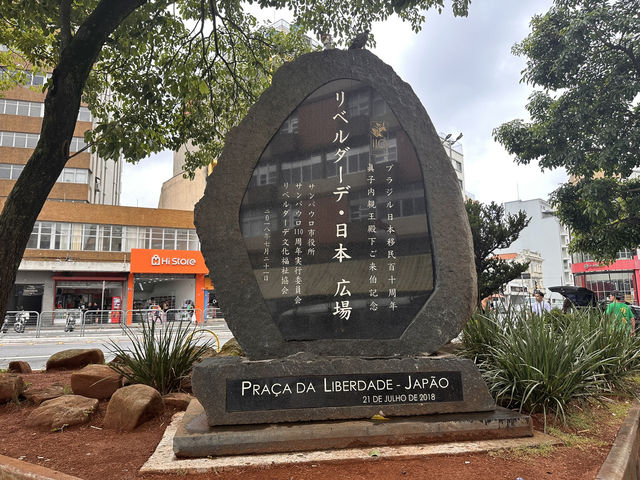 ブラジル日本移民百十周年
眞子内親王殿下ご来伯記念
リベルダーデ・日本 広場
サンパウロ市役所
サンパウロ110周年実行委員会
リベルダーデ文化福祉協会
二〇一八年七月二十一日
PRAÇA DA LIBERDADE - JAPÃO
21 DE JULHO DE 2018
Mi STORE